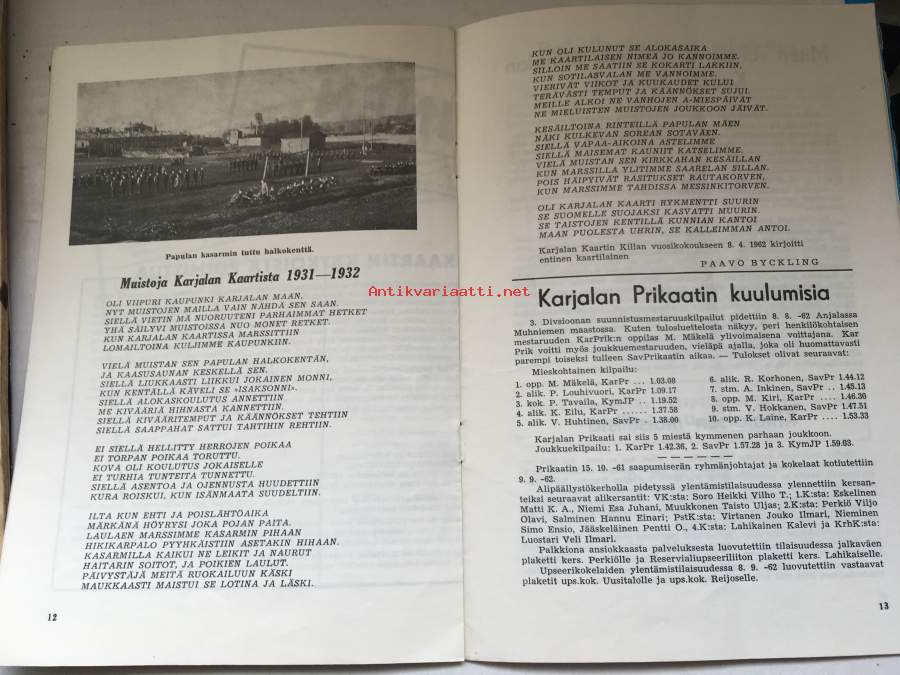 Papulan kasarmin tuttu halkokenttä.
Muistoja Karjalan Kaartista 1931—1932
OLI VIIPURI KAUPUNKI KARJALAN MAAN,
NYT MUISTOJEN MAILLA VAIN NÄHDÄ SEN SAAN.
SIELLÄ VIETIN MÄ NUORUUTENI PARHAIMMAT HETKET
YHÄ SÄILYVI MUISTOISSA NUO MONET RETKET.
KUN KARJALAN KAARTISSA MARSSITTIIN
LOMAILTOINA KULJIMME KAUPUNKIIN.
VIELÄ MUISTAN SEN PAPULAN HALKOKENTÄN,
JA KAASUSAUNAN KESKELLÄ SEN.
SIELLÄ LIUKKAASTI LIIKKUI JOKAINEN MONNI,
KUN KENTÄLLÄ KÄVELI SE »ISAKSONNI».
SIELLÄ ALOKASKOULUTUS ANNETTIIN
ME KIVÄÄRIÄ HIHNASTA KANNETTIIN,
SIELLÄ KIVÄÄRITEMPUT JA KÄÄNNÖKSET TEHTIIN
SIELLÄ SAAPPAHAT SATTUI TAHTIHIN REHTIIN.
EI SIELLÄ HELLITTY HERROJEN POIKAA
EI TORPAN POIKAA TORUTTU.
KOVA OLI KOULUTUS JOKAISELLE
EI TURHIA TUNTEITA TUNNETTU.
SIELLÄ ASENTOA JA OJENNUSTA HUUDETTIIN
KURA ROISKUI, KUN ISÄNMAATA SUUDELTIIN.
ILTA KUN EHTI JA POISLÄHTÖAIKA
MÄRKÄNÄ HÖYRYSI JOKA POJAN PAITA.
LAULAEN MARSSIMME KASARMIN PIHAAN
HIKIKARPALO PYYHKÄISTIIN ASETAKIN HIHAAN.
KASARMILLA KAIKUI NE LEIKIT JA NAURUT
HAITARIN SOITOT, JA POIKIEN LAULUT.
PÄIVYSTÄJÄ MEITÄ RUOKAILUUN KÄSKI
MAUKKAASTI MAISTUI SE LOTINA JA LÄSKI.
12
KUN OLI KULUNUT SE ALOKASAIKA
ME KAARTILAISEN NIMEÄ JO KANNOIMME.
SILLOIN ME SAATIIN SE KOKARTI LAKKIIN,
KUN SOTILASVALAN ME VANNOIMME.
VIERIVÄT VIIKOT JA KUUKAUDET KULUI
TERÄVÄSTI TEMPUT JA KÄÄNNÖKSET SUJUI.
MEILLE ALKOI NE VANHOJEN A-MIESPÄIVÄT
NE MIELUISTEN MUISTOJEN JOUKKOON JÄIVÄT.
KESÄILTOINA RINTEILLÄ PAPULAN MÄEN
NÄKI KULKEVAN SOREAN SOTAVÄEN.
SIELLÄ VAPAA-AIKOINA ASTELIMME
SIELLÄ MAISEMAT KAUNIIT KATSELIMME.
VIELÄ MUISTAN SEN KIRKKAHAN KESÄILLAN
KUN MARSSILLA YLITIMME SAARELAN SILLAN.
POIS HÄIPYIVÄT RASITUKSET RAUTAKORVEN,
KUN MARSSIMME TAHDISSA MESSINKITORVEN.
OLI KARJALAN KAARTI RYKMENTTI SUURIN
SE SUOMELLE SUOJAKSI KASVATTI MUURIN.
SE TAISTOJEN KENTILLÄ KUNNIAN KANTOI
MAAN PUOLESTA UHRIN, SE KALLEIMMAN ANTOI.
Karjalan Kaartin Killan vuosikokoukseen 8. 4. 1962 kirjoitti
entinen kaartilainen
PAAVO BYCKLING
Antikvariaatti.net
Karjalan Prikaatin kuulumisia
3. Divisioonan suunnistusmestaruuskilpailut pidettiin 8. 8. -62 Anjalassa
Muhniemen maastossa. Kuten tulosluettelosta näkyy, peri henkilökohtaisen
mestaruuden KarPrik:n oppilas M. Mäkelä ylivoimaisena voittajana. Kar
Prik voitti myös joukkuemestaruuden, vieläpä ajalla, joka oli huomattavasti
parempi toiseksi tulleen SavPrikaatin aikaa. — Tulokset olivat seuraavat:
Mieskohtainen kilpailu:
1. opp. M. Mäkelä, KarPr ... 1.03.08
2. alik. P. Louhivuori, KarPr 1.09.17
3. kok. P. Tavaila, KymJP .. 1.19.52
4. alik. K. Eilu, KarPr ...... 1.37.58
5. alik. V. Huhtinen, SavPr . 1.38.00
6. alik. R. Korhonen, SavPr 1.44.12
7. stm. A. Inkinen, SavPr .. 1.45.13
8. opp. M. Kiri, KarPr .... 1.46.30
9. stm. V. Hokkanen, SavPr 1.47.51
10. opp. K. Laine, KarPr .... 1.53.33
Karjalan Prikaati sai siis 5 miestä kymmenen parhaan joukkoon.
Joukkuekilpailu: 1. KarPr 1.42.36, 2. SavPr 1.57.28 ja 3. KymJP 1.59.03.
— — — — —
Prikaatin 15. 10. -61 saapumiserän ryhmänjohtajat ja kokelaat kotiutettiin
9. 9. -62.
Alipäällystökerholla pidetyssä ylentämistilaisuudessa ylennettiin kersan-
teiksi seuraavat alikersantit: VK:sta: Soro Heikki Vilho T.; 1.K:sta: Eskelinen
Matti K. A., Niemi Esa Juhani, Muukkonen Taisto Uljas; 2.K:sta: Perkiö Viljo
Olavi, Salminen Hannu Einari; PstK:sta: Virtanen Jouko Ilmari, Nieminen
Simo Ensio, Jääskeläinen Pentti O., 4.K:sta: Lahikainen Kalevi ja KrhK:sta:
Luostari Veli Ilmari.
Palkkiona ansiokkaasta palveluksesta luovutettiin tilaisuudessa jalkaväen
plaketti kers. Perkiölle ja Reservialiupseeriliiton plaketti kers. Lahikaiselle.
Upseerikokelaiden ylentämistilaisuudessa 8. 9. -62 luovutettiin vastaavat
plaketit ups.kok. Uusitalolle ja ups.kok. Reijoselle.
13